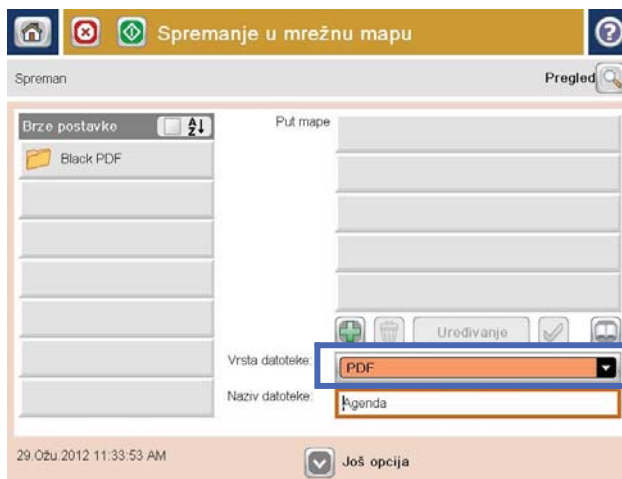 Spremanje u mrežnu mapu
Spreman
Pregled
Brze postavke
Put mape
Black PDF
Uređivanje
Vrsta datoteke:
PDF
Naziv datoteke:
Agenda
29.Ožu.2012 11:33:53 AM
Još opcija